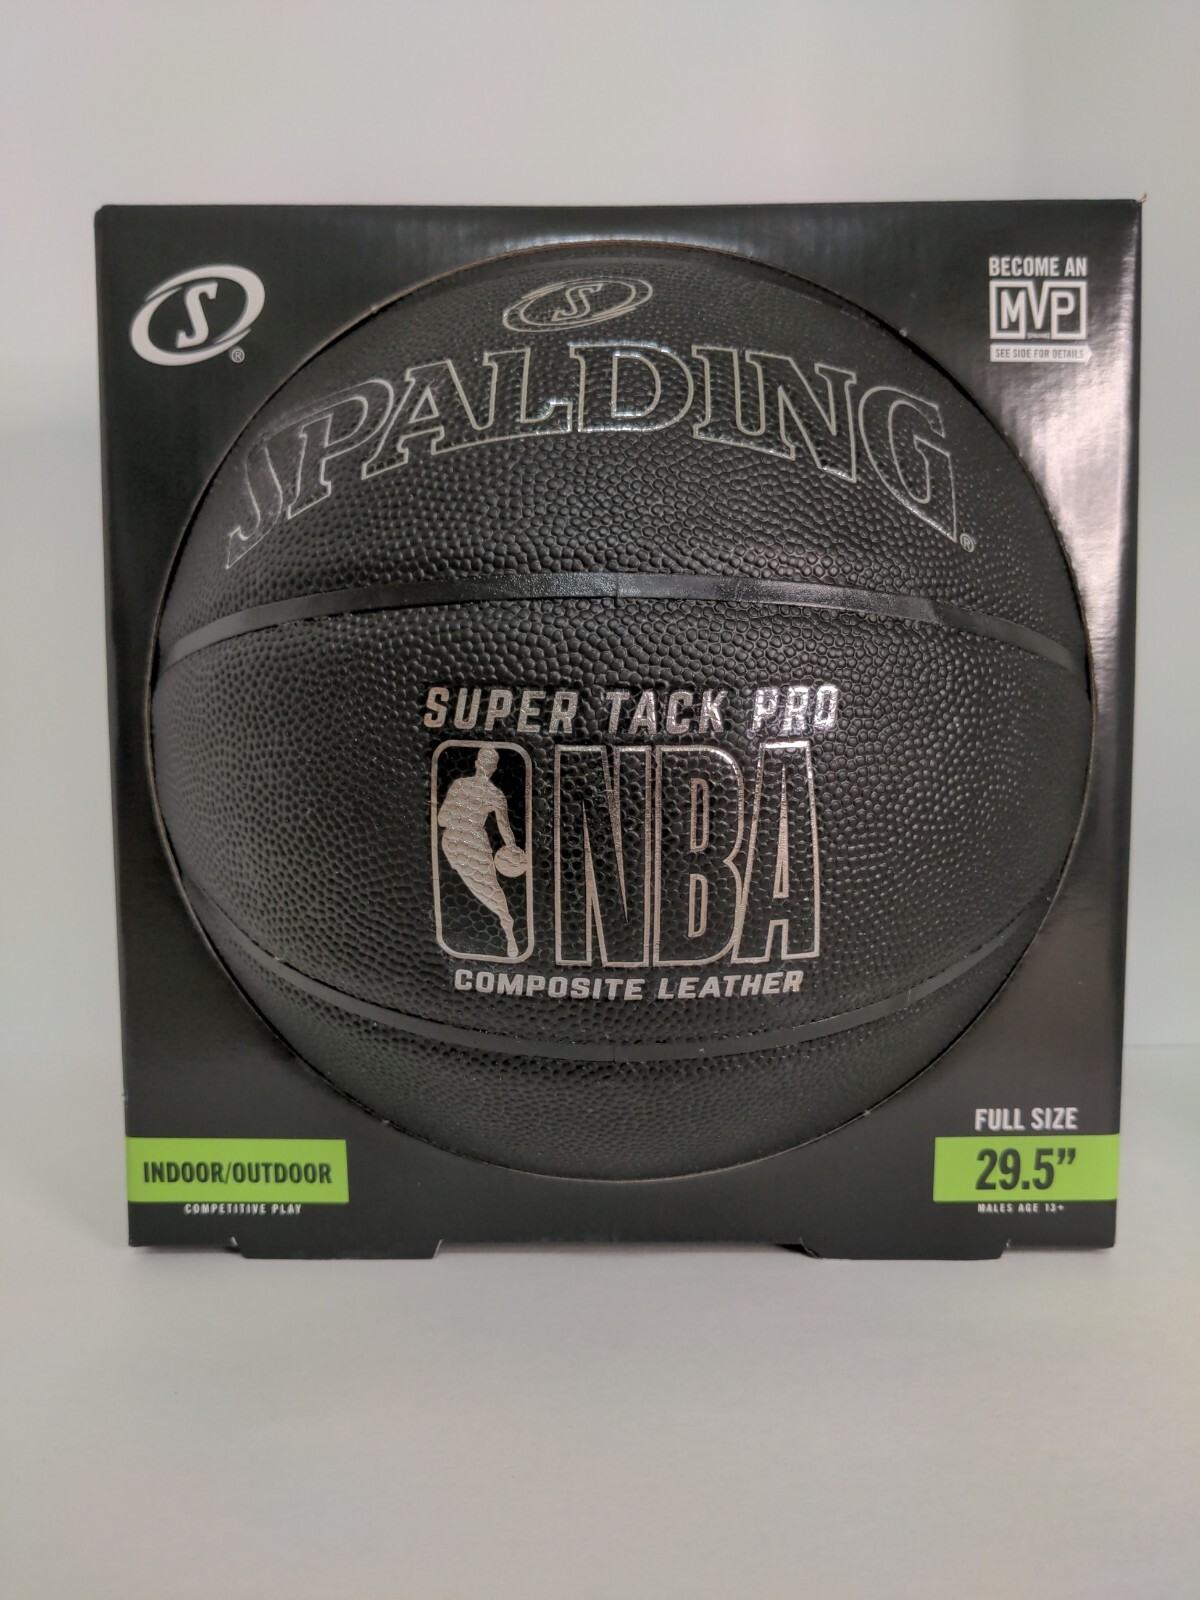 S
®
BECOME AN
MVP
SEE SIDE FOR DETAILS
S
SPALDING®
SUPER TACK PRO
NBA
COMPOSITE LEATHER
INDOOR/OUTDOOR
COMPETITIVE PLAY
FULL SIZE
29.5”
MALES AGE 13+